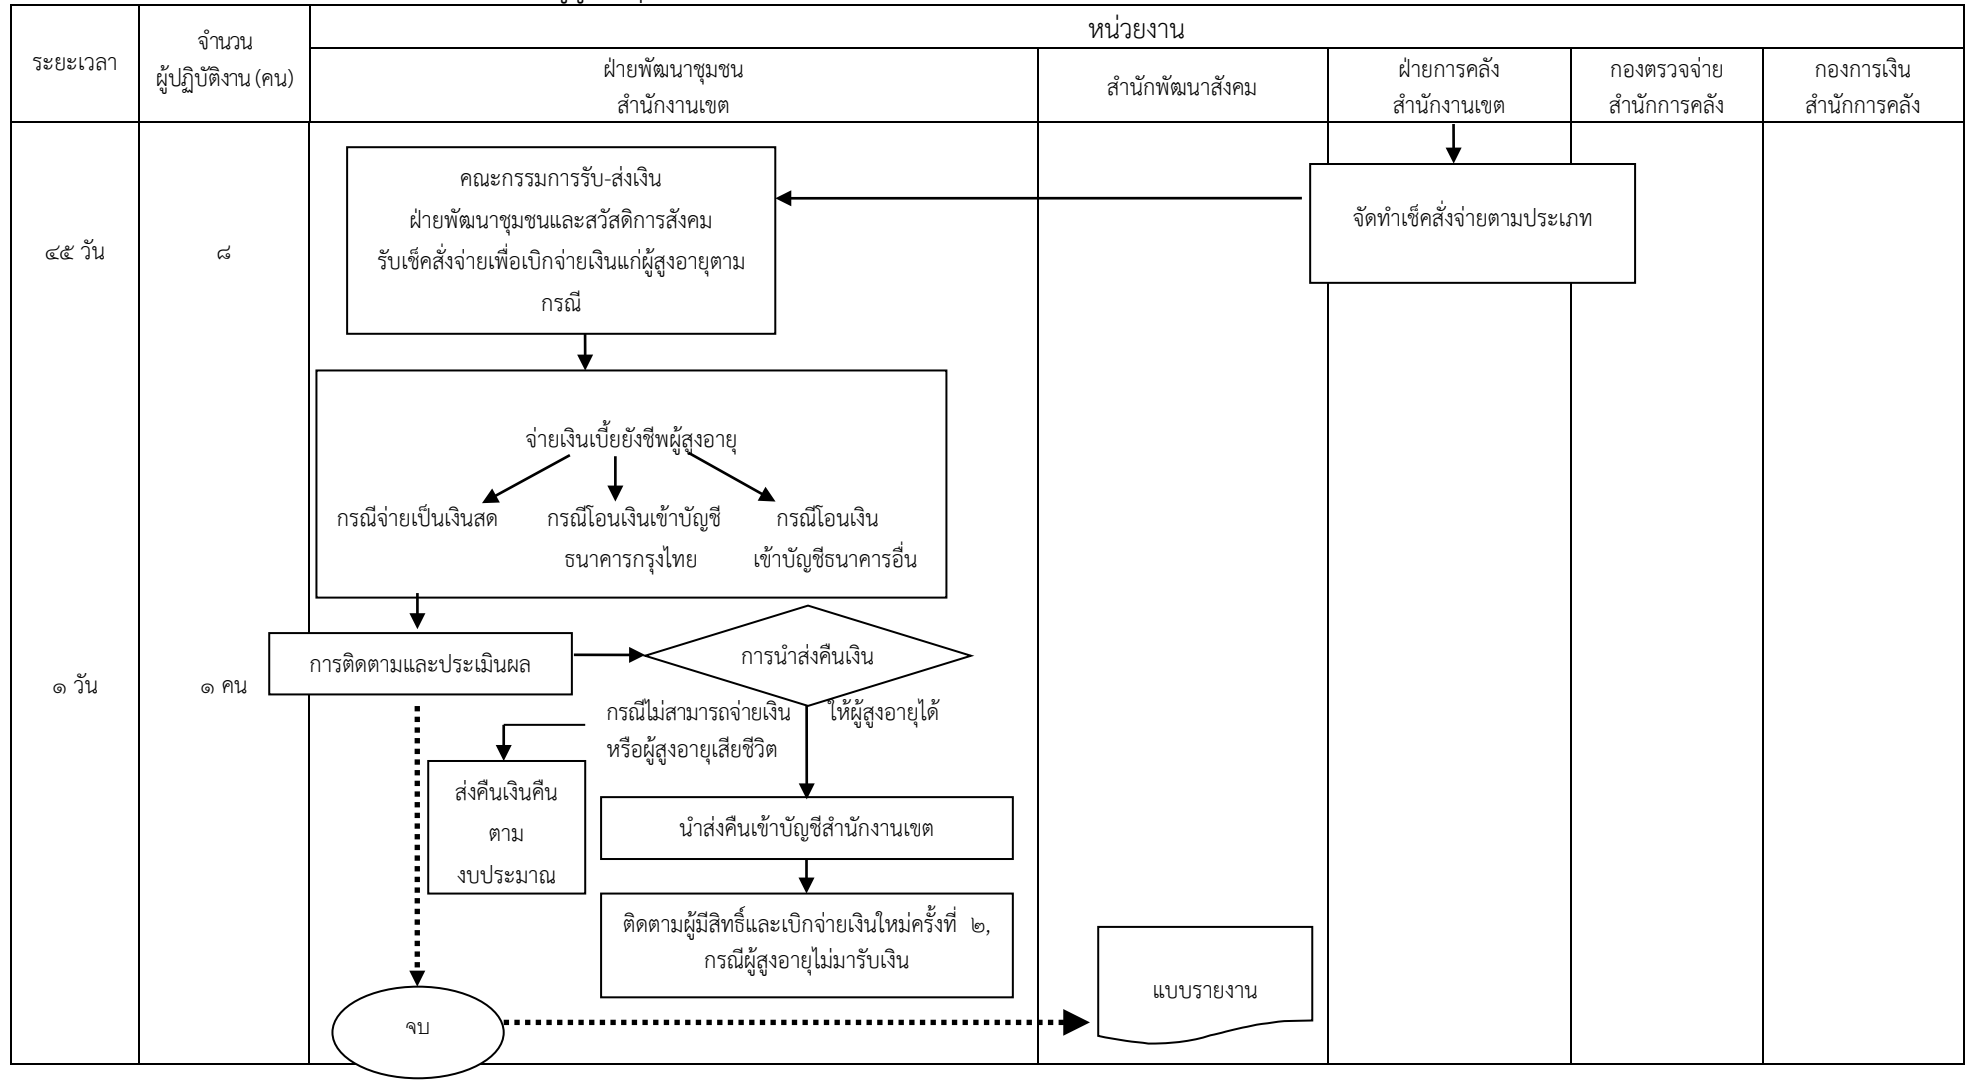 หน่วยงาน
ระยะเวลา
จำนวน
ผู้ปฏิบัติงาน (คน)
ฝ่ายพัฒนาชุมชน
สำนักงานเขต
สำนักพัฒนาสังคม
ฝ่ายการคลัง
สำนักงานเขต
กองตรวจจ่าย
สำนักการคลัง
กองการเงิน
สำนักการคลัง
๔๕ วัน
๘
คณะกรรมการรับ-ส่งเงิน
ฝ่ายพัฒนาชุมชนและสวัสดิการสังคม
รับเช็คสั่งจ่ายเพื่อเบิกจ่ายเงินแก่ผู้สูงอายุตาม
กรณี
จัดทำเช็คสั่งจ่ายตามประเภท
จ่ายเงินเบี้ยยังชีพผู้สูงอายุ
กรณีจ่ายเป็นเงินสด
กรณีโอนเงินเข้าบัญชี
ธนาคารกรุงไทย
กรณีโอนเงิน
เข้าบัญชีธนาคารอื่น
๑ วัน
๑ คน
การติดตามและประเมินผล
การนำส่งคืนเงิน
กรณีไม่สามารถจ่ายเงิน ให้ผู้สูงอายุได้
หรือผู้สูงอายุเสียชีวิต
ส่งคืนเงินคืน
ตาม
งบประมาณ
นำส่งคืนเข้าบัญชีสำนักงานเขต
ติดตามผู้มีสิทธิ์และเบิกจ่ายเงินใหม่ครั้งที่ ๒,
กรณีผู้สูงอายุไม่มารับเงิน
แบบรายงาน
จบ